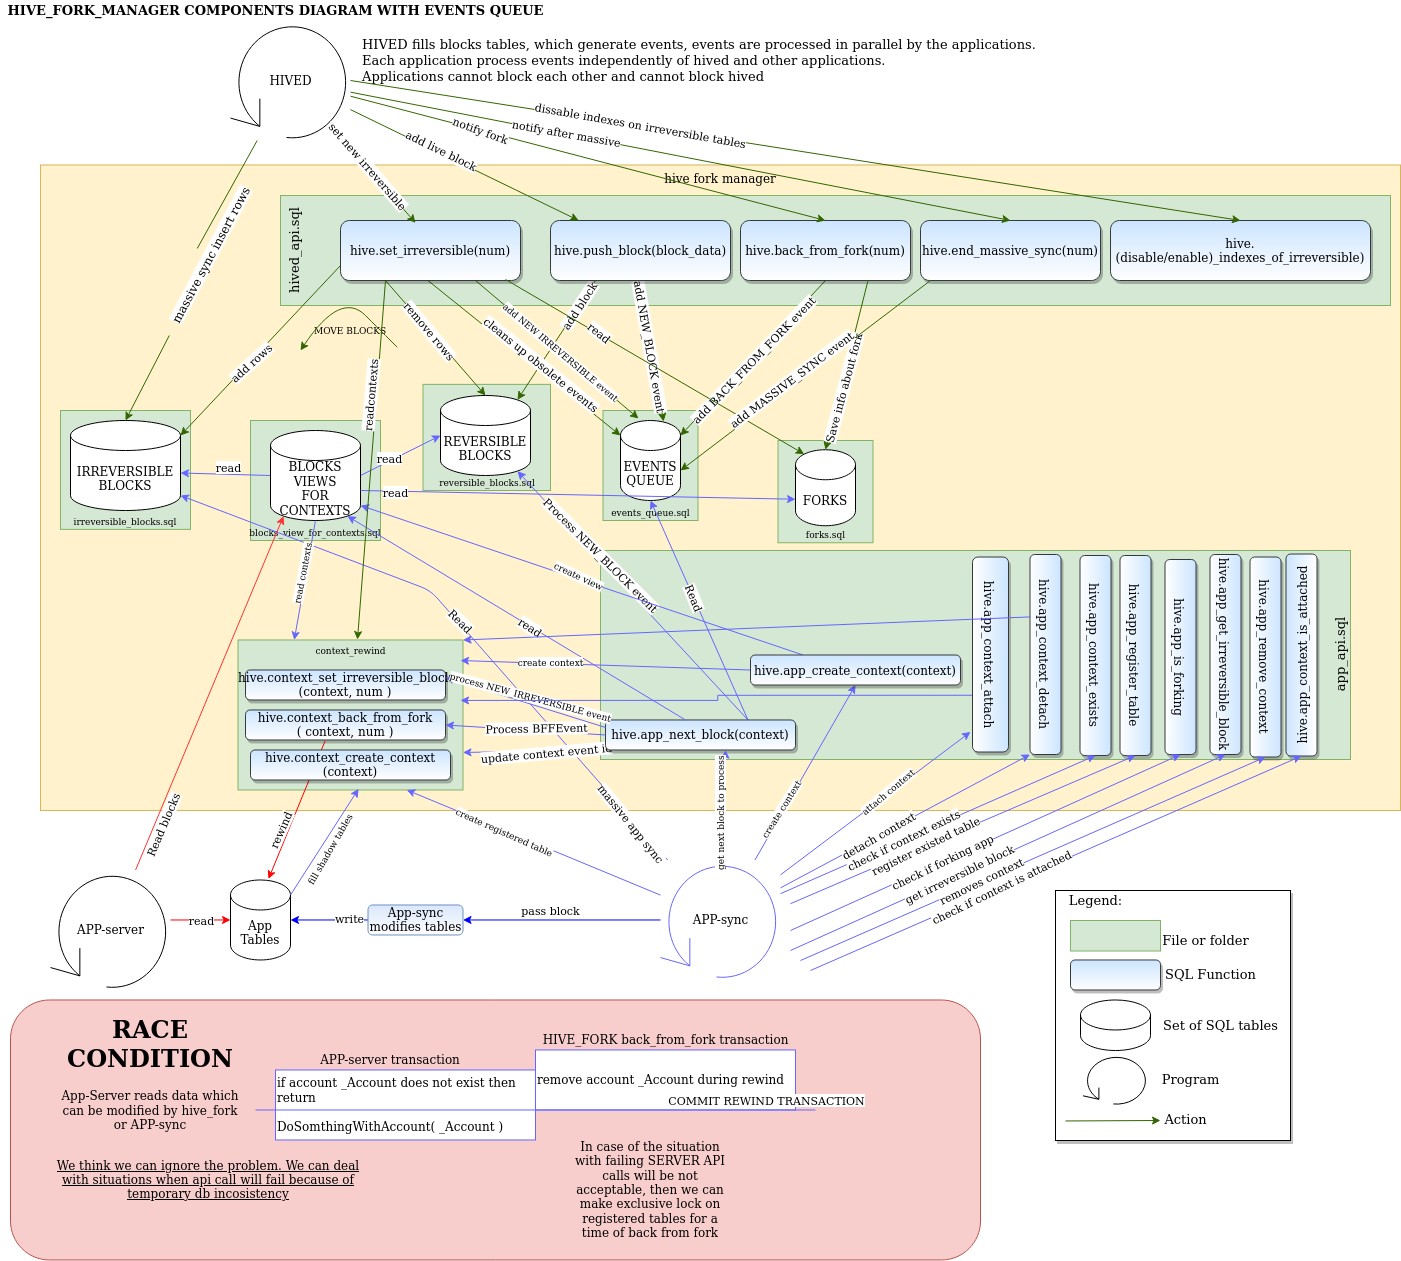 HIVE_FORK_MANAGER COMPONENTS DIAGRAM WITH EVENTS QUEUE
HIVED
HIVED fills blocks tables, which generate events, events are processed in parallel by the applications.
Each application process events independently of hived and other applications.
Applications cannot block each other and cannot block hived
dissable indexes on irreversible tables
notify after massive
notify fork
add live block
set new irreversible
massive sync insert rows
hive fork manager
hived_api.sql
hive.set_irreversible(num)
hive.push_block(block_data)
hive.back_from_fork(num)
hive.end_massive_sync(num)
hive.
(disable/enable)_indexes_of_irreversible)
MOVE BLOCKS
add rows
readcontexts
remove rows
cleans up obsolete events
add NEW IRREVERSIBLE event
read
add block
add NEW_BLOCK event
add BACK_FROM_FORK event
add MASSIVE_SYNC event
Save info about fork
IRREVERSIBLE
BLOCKS
irreversible_blocks.sql
read
BLOCKS
VIEWS
FOR
CONTEXTS
blocks_view_for_contexts.sql
read
read
REVERSIBLE
BLOCKS
reversible_blocks.sql
EVENTS
QUEUE
events_queue.sql
FORKS
forks.sql
read contexts
Process NEW_BLOCK event
create view
Read
Read
read
app_api.sql
hive.app_context_attach
hive.app_context_detach
hive.app_context_exists
hive.app_register_table
hive.app_is_forking
hive.app_get_irreversible_block
hive.app_remove_context
hive.app_context_is_attached
context_rewind
hive.context_set_irreversible_block
(context, num )
hive.context_back_from_fork
( context, num )
hive.context_create_context
(context)
create context
process NEW_IRREVERSIBLE event
Process BFFEvent
update context event id
hive.app_create_context(context)
hive.app_next_block(context)
Read blocks
rewind
fill shadow tables
create registered table
massive app sync
get next block to process
create context
attach context
detach context
check if context exists
register existed table
check if forking app
get irreversible block
removes context
check if context is attached
APP-server
read
App
Tables
write
App-sync
modifies tables
pass block
APP-sync
Legend:
File or folder
SQL Function
Set of SQL tables
Program
Action
RACE
CONDITION
App-Server reads data which
can be modified by hive_fork
or APP-sync
We think we can ignore the problem. We can deal
with situations when api call will fail because of
temporary db incosistency
APP-server transaction
if account _Account does not exist then
return
DoSomthingWithAccount( _Account )
HIVE_FORK back_from_fork transaction
remove account _Account during rewind
COMMIT REWIND TRANSACTION
In case of the situation
with failing SERVER API
calls will be not
acceptable, then we can
make exclusive lock on
registered tables for a
time of back from fork